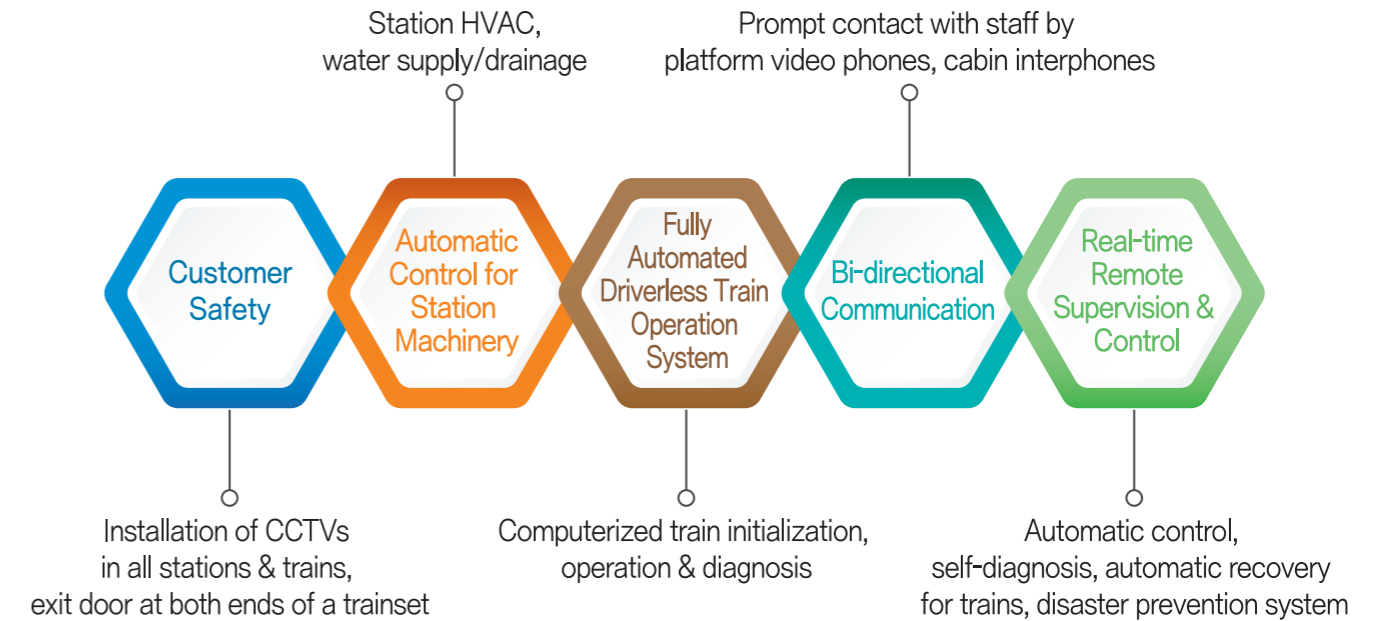 Station HVAC,
water supply/drainage
Prompt contact with staff by
platform video phones, cabin interphones
Customer
Safety
Automatic
Control for
Station
Machinery
Fully
Automated
Driverless Train
Operation
System
Bi-directional
Communication
Real-time
Remote
Supervision &
Control
Installation of CCTVs
in all stations & trains,
exit door at both ends of a trainset
Computerized train initialization,
operation & diagnosis
Automatic control,
self-diagnosis, automatic recovery
for trains, disaster prevention system